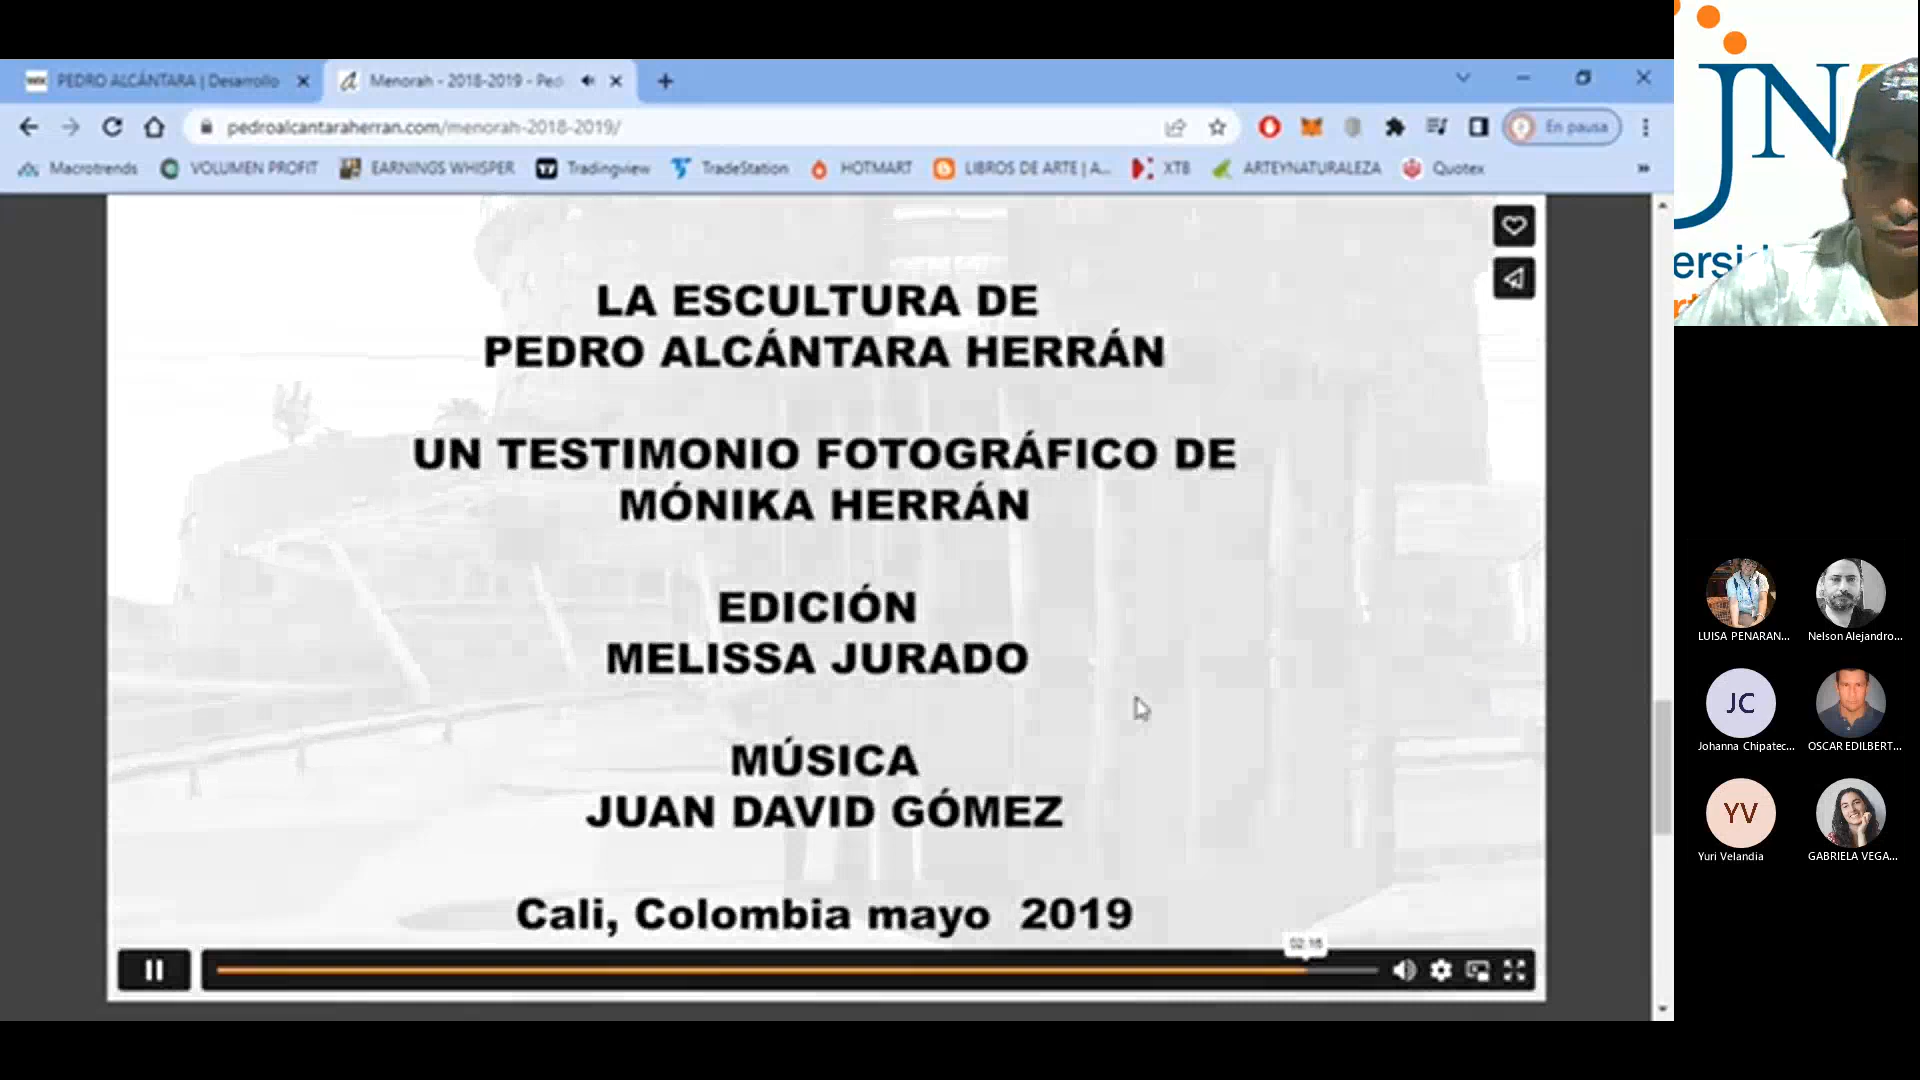 PEDRO ALCÁNTARA | Desarrollo
Menorah - 2018-2019 - Ped
pedroalcantaraherran.com/menorah-2018-2019/
En pausa
Macrotrends
VOLUMEN PROFIT
EARNINGS WHISPER
Tradingview
TradeStation
HOTMART
LIBROS DE ARTE | A...
XTB
ARTEYNATURALEZA
Quotex
LA ESCULTURA DE
PEDRO ALCÁNTARA HERRÁN
UN TESTIMONIO FOTOGRÁFICO DE
MÓNIKA HERRÁN
EDICIÓN
MELISSA JURADO
MÚSICA
JUAN DAVID GÓMEZ
Cali, Colombia mayo 2019
JN
ersi
LUISA PENARAN...
Nelson Alejandro...
JC
Johanna Chipatec...
OSCAR EDILBERT...
YV
Yuri Velandia
GABRIELA VEGA...